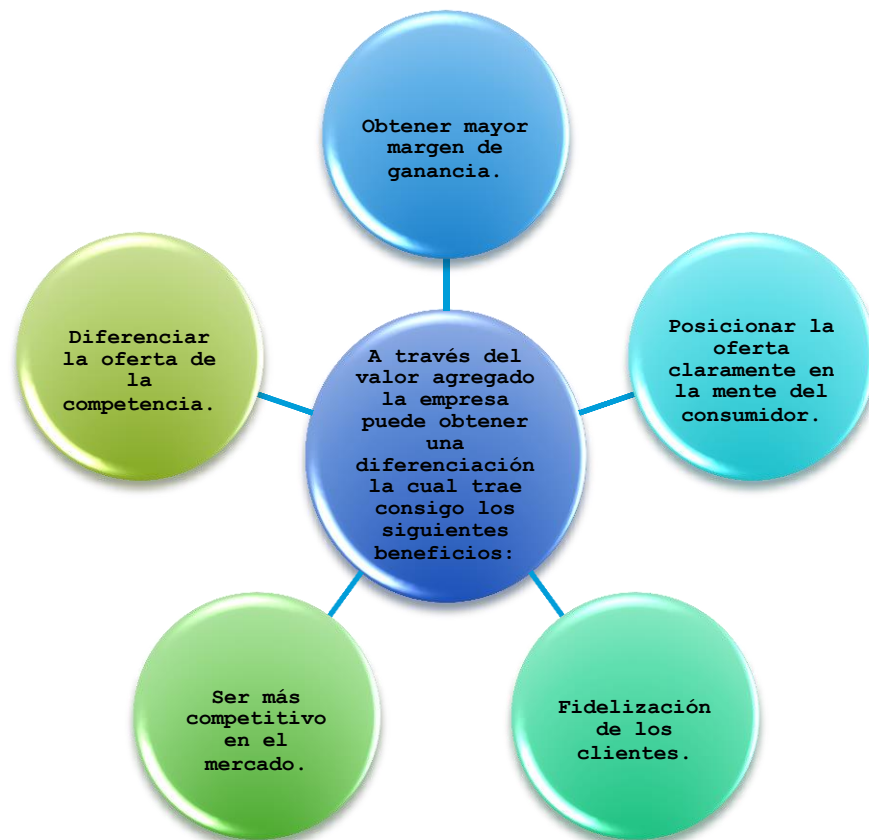 Obtener mayor
margen de
ganancia.
Posicionar la
oferta
claramente en
la mente del
consumidor.
Fidelización
de los
clientes.
Ser más
competitivo
en el
mercado.
Diferenciar
la oferta de
la
competencia.
A través del
valor agregado
la empresa
puede obtener
una
diferenciación
la cual trae
consigo los
siguientes
beneficios: